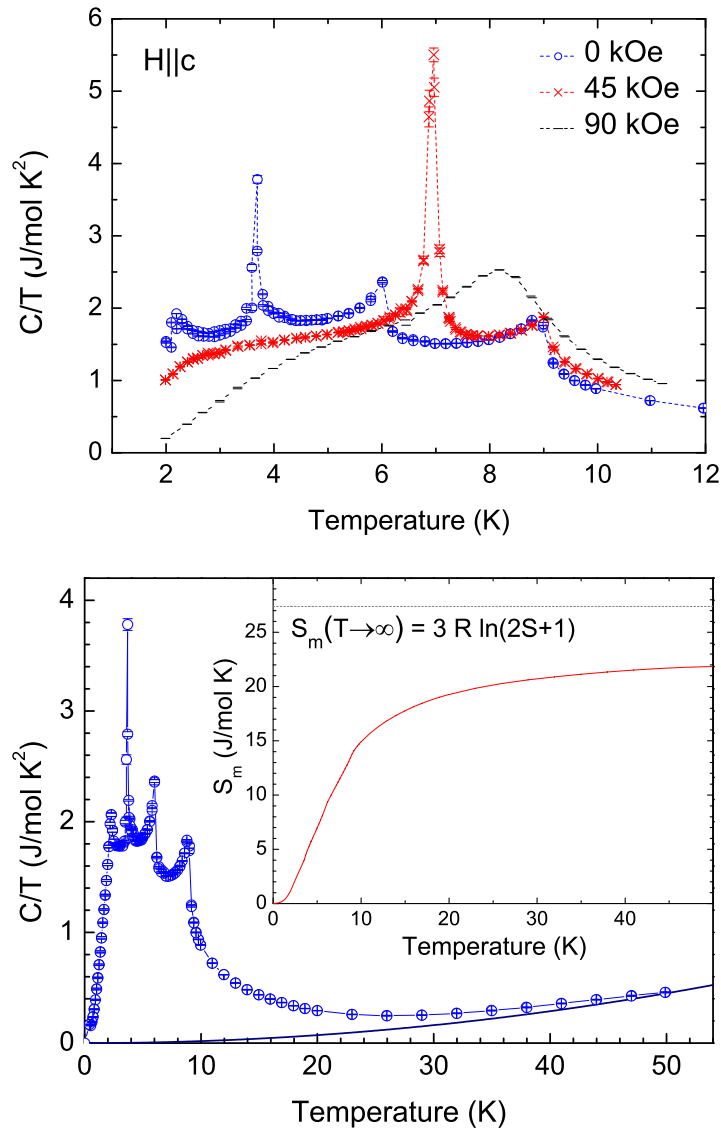 H||c
0 kOe
45 kOe
90 kOe
C/T (J/mol K²)
6
5
4
3
2
1
0
2 4 6 8 10 12
Temperature (K)
C/T (J/mol K²)
4
3
2
1
0
0 10 20 30 40 50
Temperature (K)
Sₘ(T→∞) = 3 R ln(2S+1)
Sₘ (J/mol K)
25
20
15
10
5
0
0 10 20 30 40
Temperature (K)